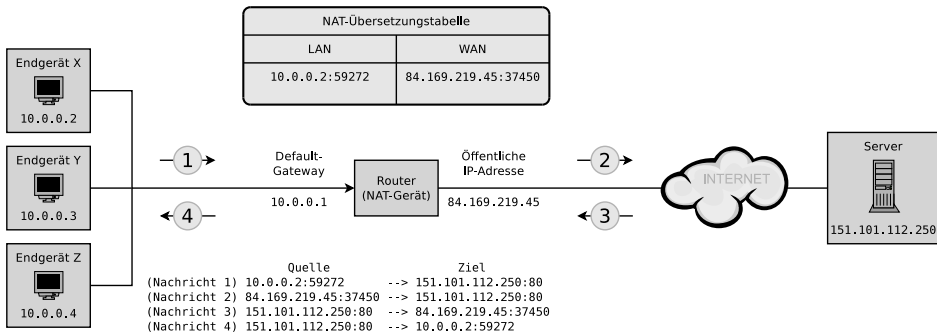 NAT-Übersetzungstabelle
LAN WAN
10.0.0.2:59272 84.169.219.45:37450
Endgerät X
10.0.0.2
Endgerät Y
10.0.0.3
Endgerät Z
10.0.0.4
1
4
Default-
Gateway
10.0.0.1
Router
(NAT-Gerät)
Öffentliche
IP-Adresse
84.169.219.45
2
3
INTERNET
Server
151.101.112.250
Quelle Ziel
(Nachricht 1) 10.0.0.2:59272 --> 151.101.112.250:80
(Nachricht 2) 84.169.219.45:37450 --> 151.101.112.250:80
(Nachricht 3) 151.101.112.250:80 --> 84.169.219.45:37450
(Nachricht 4) 151.101.112.250:80 --> 10.0.0.2:59272